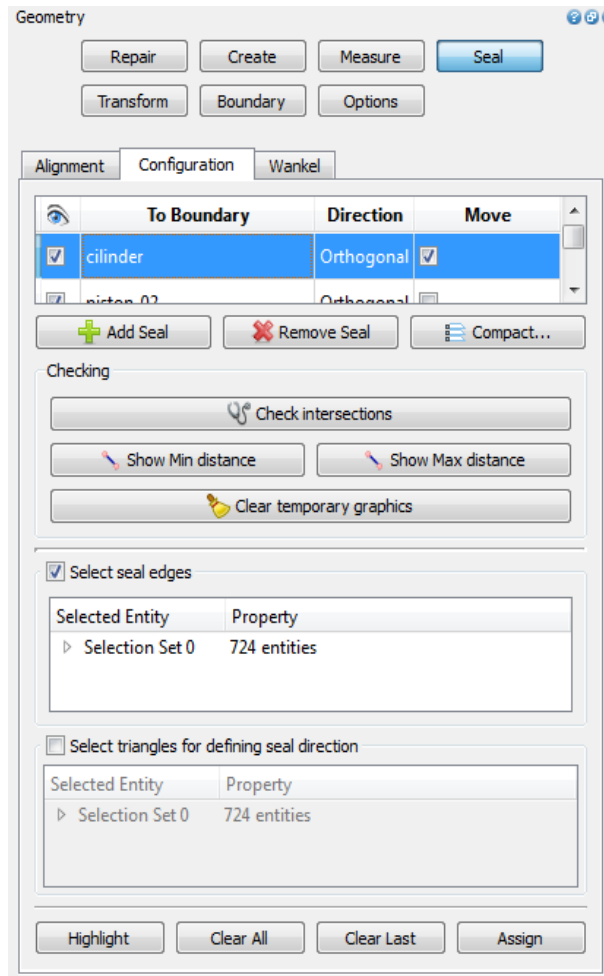 Geometry
Repair Create Measure Seal
Transform Boundary Options
Alignment Configuration Wankel
To Boundary Direction Move
cilinder Orthogonal
piston-02 Orthogonal
Add Seal Remove Seal Compact...
Checking
Check intersections
Show Min distance Show Max distance
Clear temporary graphics
Select seal edges
Selected Entity Property
Selection Set 0 724 entities
Select triangles for defining seal direction
Selected Entity Property
Selection Set 0 724 entities
Highlight Clear All Clear Last Assign